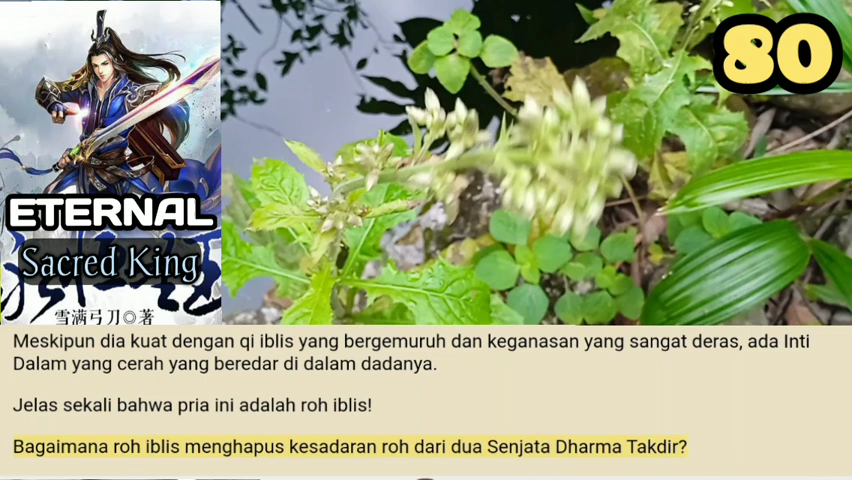 80
ETERNAL
Sacred King
雪满弓刀◎著
Meskipun dia kuat dengan qi iblis yang bergemuruh dan keganasan yang sangat deras, ada Inti
Dalam yang cerah yang beredar di dalam dadanya.
Jelas sekali bahwa pria ini adalah roh iblis!
Bagaimana roh iblis menghapus kesadaran roh dari dua Senjata Dharma Takdir?